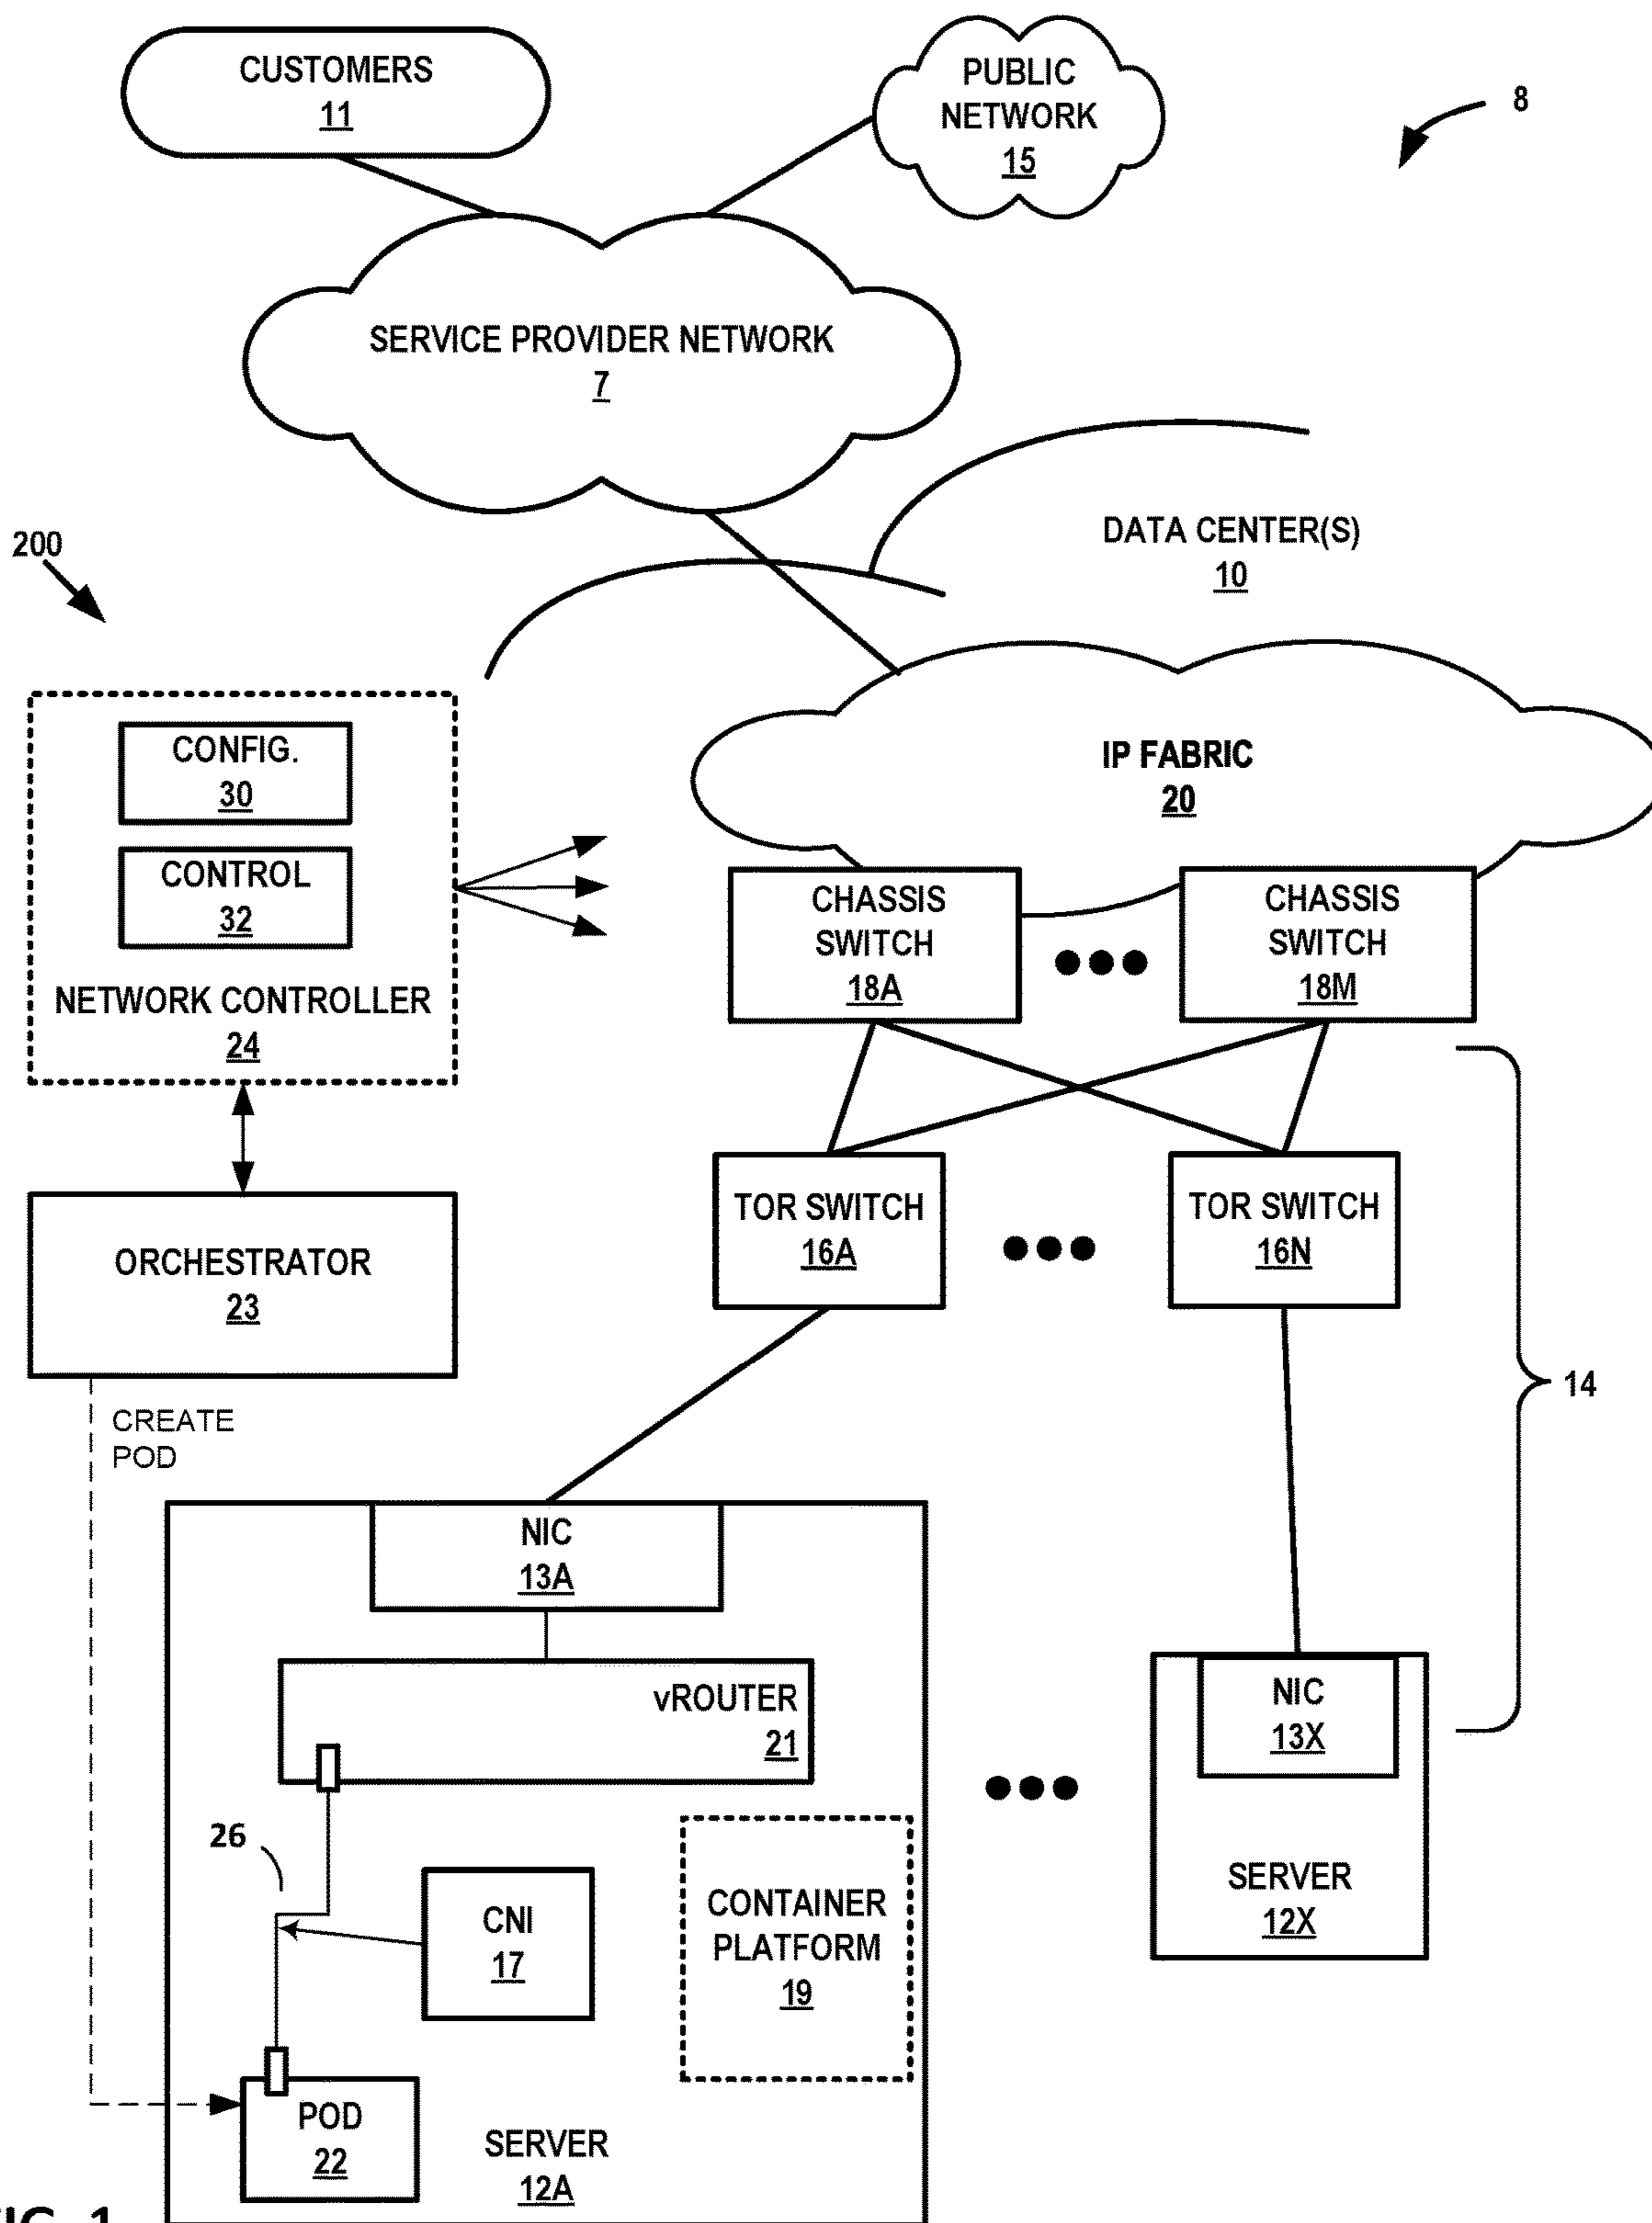 CUSTOMERS
11
PUBLIC
NETWORK
15
8
SERVICE PROVIDER NETWORK
7
DATA CENTER(S)
10
200
CONFIG.
30
CONTROL
32
NETWORK CONTROLLER
24
IP FABRIC
20
CHASSIS
SWITCH
18A
CHASSIS
SWITCH
18M
TOR SWITCH
16A
TOR SWITCH
16N
ORCHESTRATOR
23
14
CREATE
POD
NIC
13A
vROUTER
21
NIC
13X
SERVER
12X
26
CNI
17
CONTAINER
PLATFORM
19
POD
22
SERVER
12A